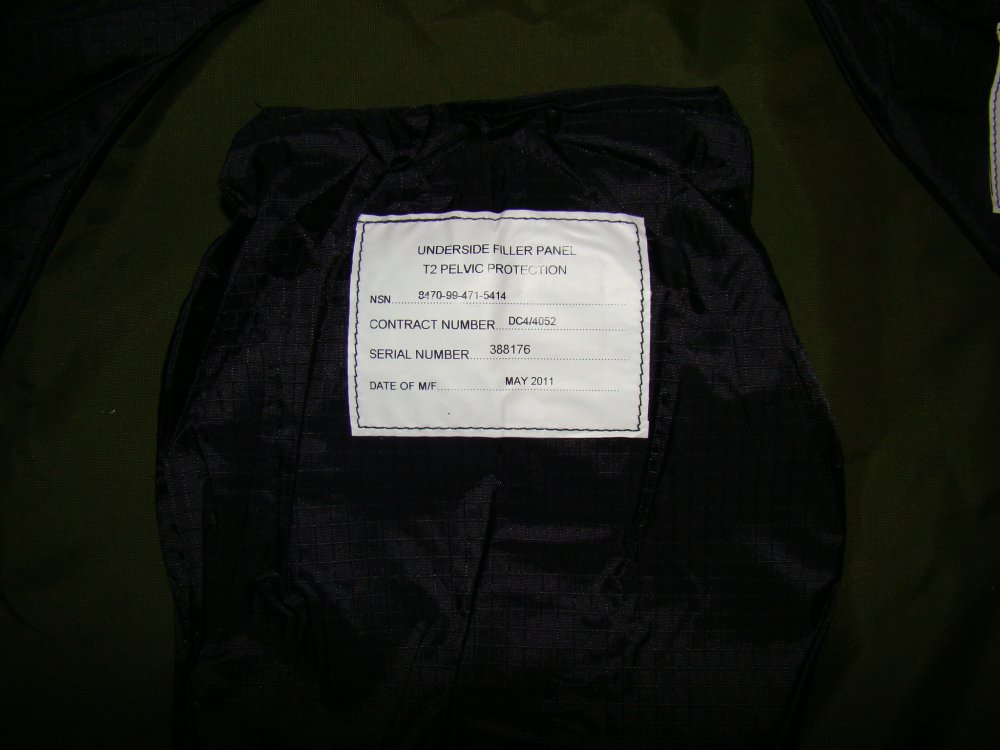 UNDERSIDE FILLER PANEL
T2 PELVIC PROTECTION
NSN 8470-99-471-5414
CONTRACT NUMBER DC4/4052
SERIAL NUMBER 388176
DATE OF M/F. MAY 2011